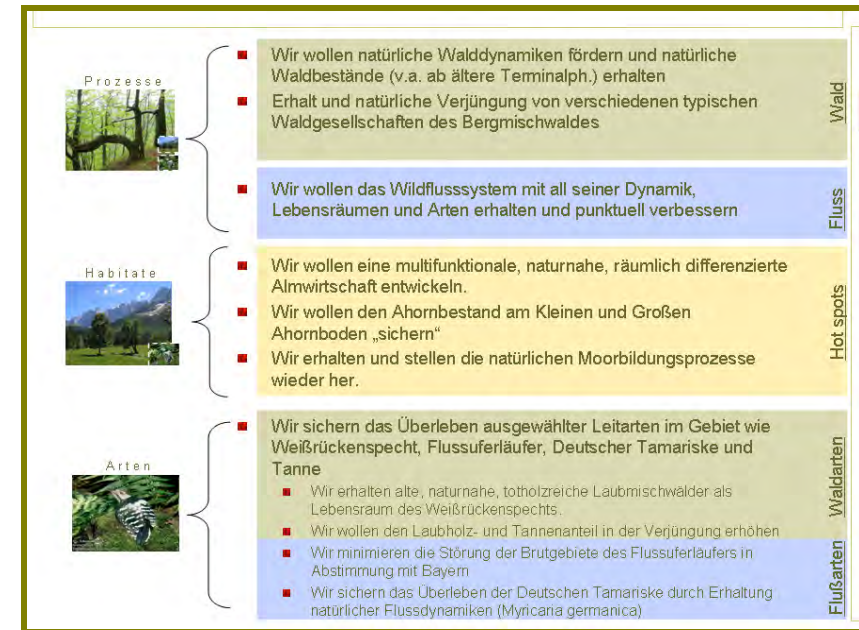 Prozesse
Wir wollen natürliche Walddynamiken fördern und natürliche
Waldbestände (v.a. ab ältere Terminalph.) erhalten
Erhalt und natürliche Verjüngung von verschiedenen typischen
Waldgesellschaften des Bergmischwaldes
Wald
Wir wollen das Wildflusssystem mit all seiner Dynamik,
Lebensräumen und Arten erhalten und punktuell verbessern
Fluss
Habitate
Wir wollen eine multifunktionale, naturnahe, räumlich differenzierte
Almwirtschaft entwickeln.
Wir wollen den Ahornbestand am Kleinen und Großen
Ahornboden „sichern“
Wir erhalten und stellen die natürlichen Moorbildungsprozesse
wieder her.
Hot spots
Arten
Wir sichern das Überleben ausgewählter Leitarten im Gebiet wie
Weißrückenspecht, Flussuferläufer, Deutscher Tamariske und
Tanne
Wir erhalten alte, naturnahe, totholzreiche Laubmischwälder als
Lebensraum des Weißrückenspechts.
Wir wollen den Laubholz- und Tannenanteil in der Verjüngung erhöhen
Waldarten
Wir minimieren die Störung der Brutgebiete des Flussuferläufers in
Abstimmung mit Bayern
Wir sichern das Überleben der Deutschen Tamariske durch Erhaltung
natürlicher Flussdynamiken (Myricaria germanica)
Flußarten